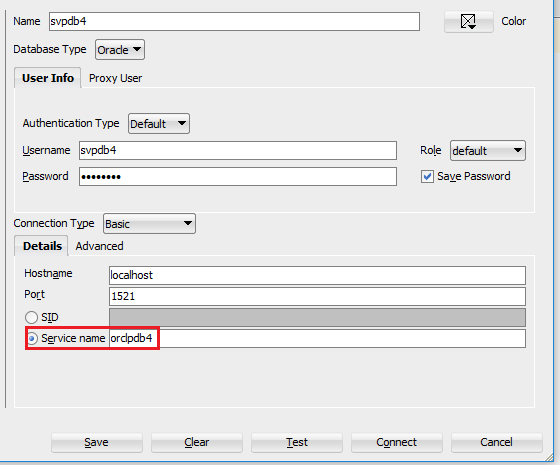 Name svpdb4 Color
Database Type Oracle
User Info Proxy User
Authentication Type Default
Username svpdb4 Role default
Password •••••••• Save Password
Connection Type Basic
Details Advanced
Hostname localhost
Port 1521
SID
Service name orclpdb4
Save Clear Test Connect Cancel